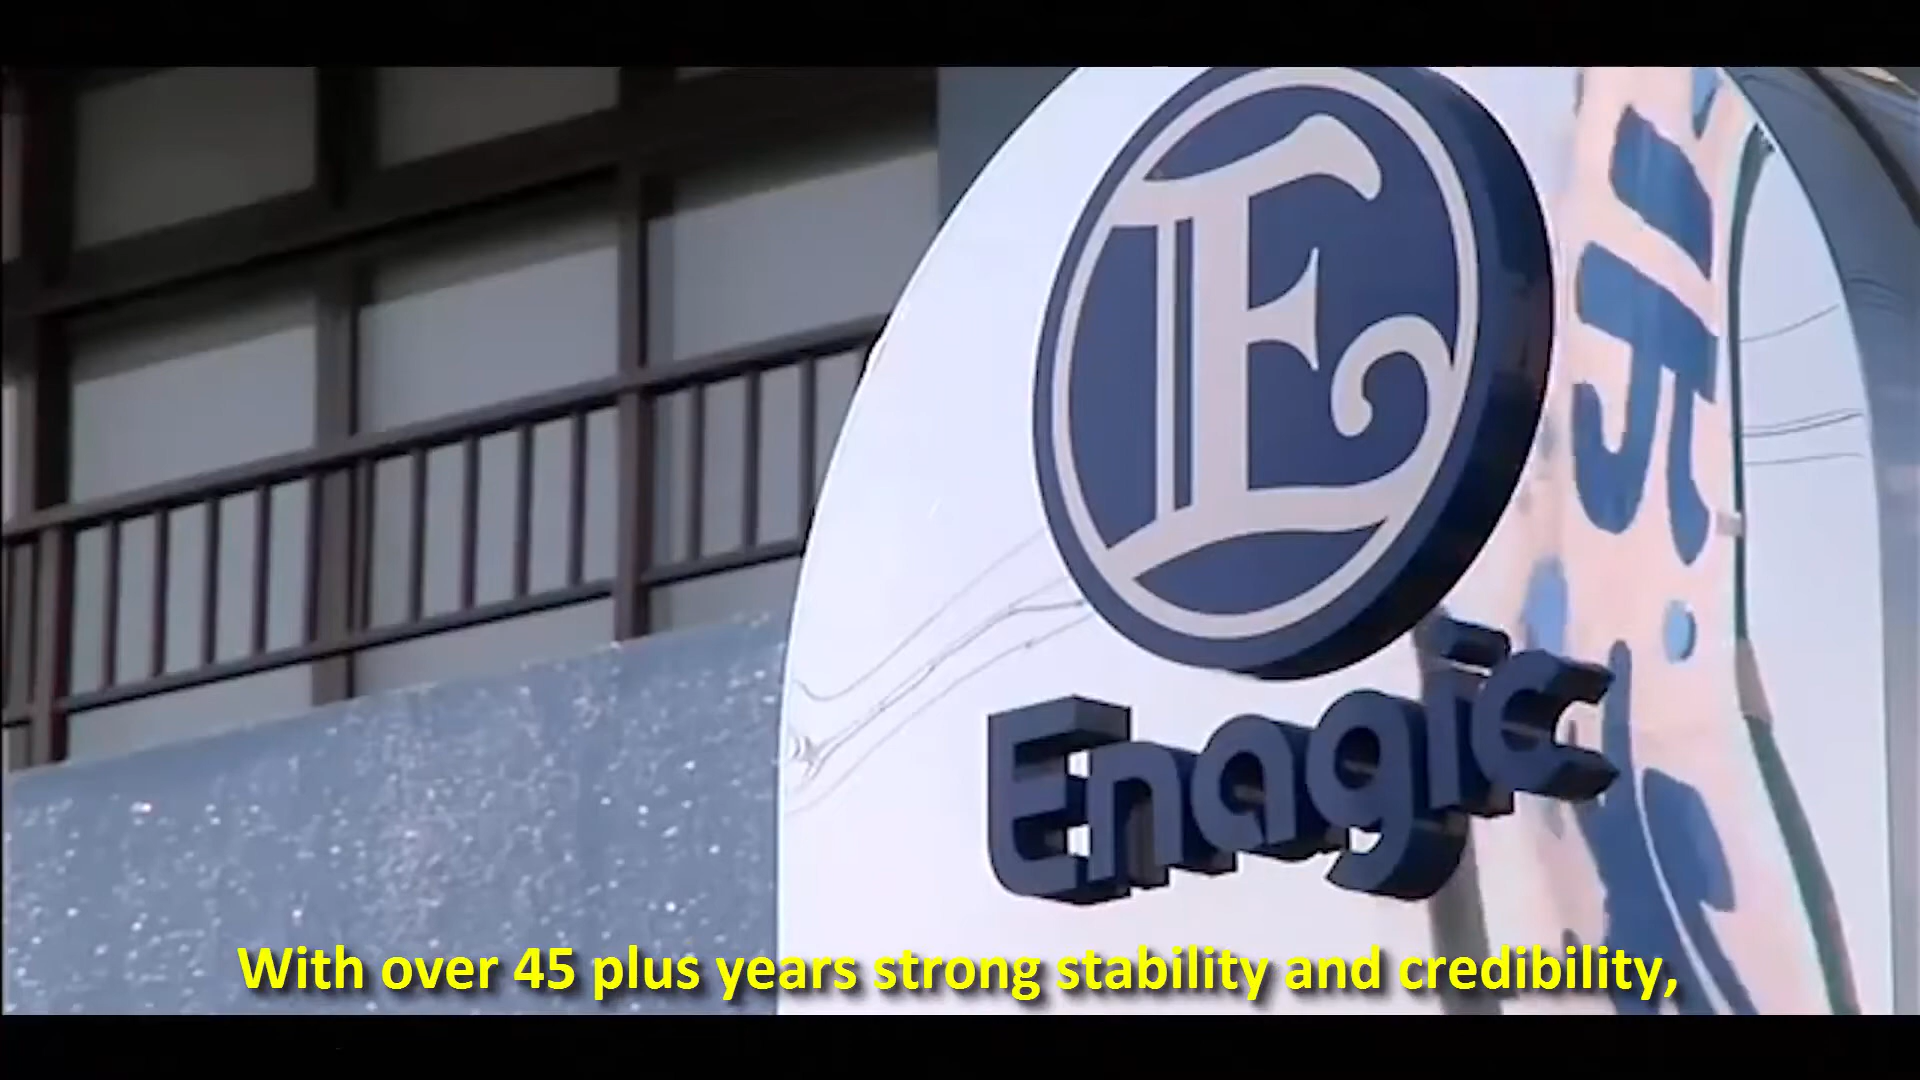 E
Enagic
With over 45 plus years strong stability and credibility,